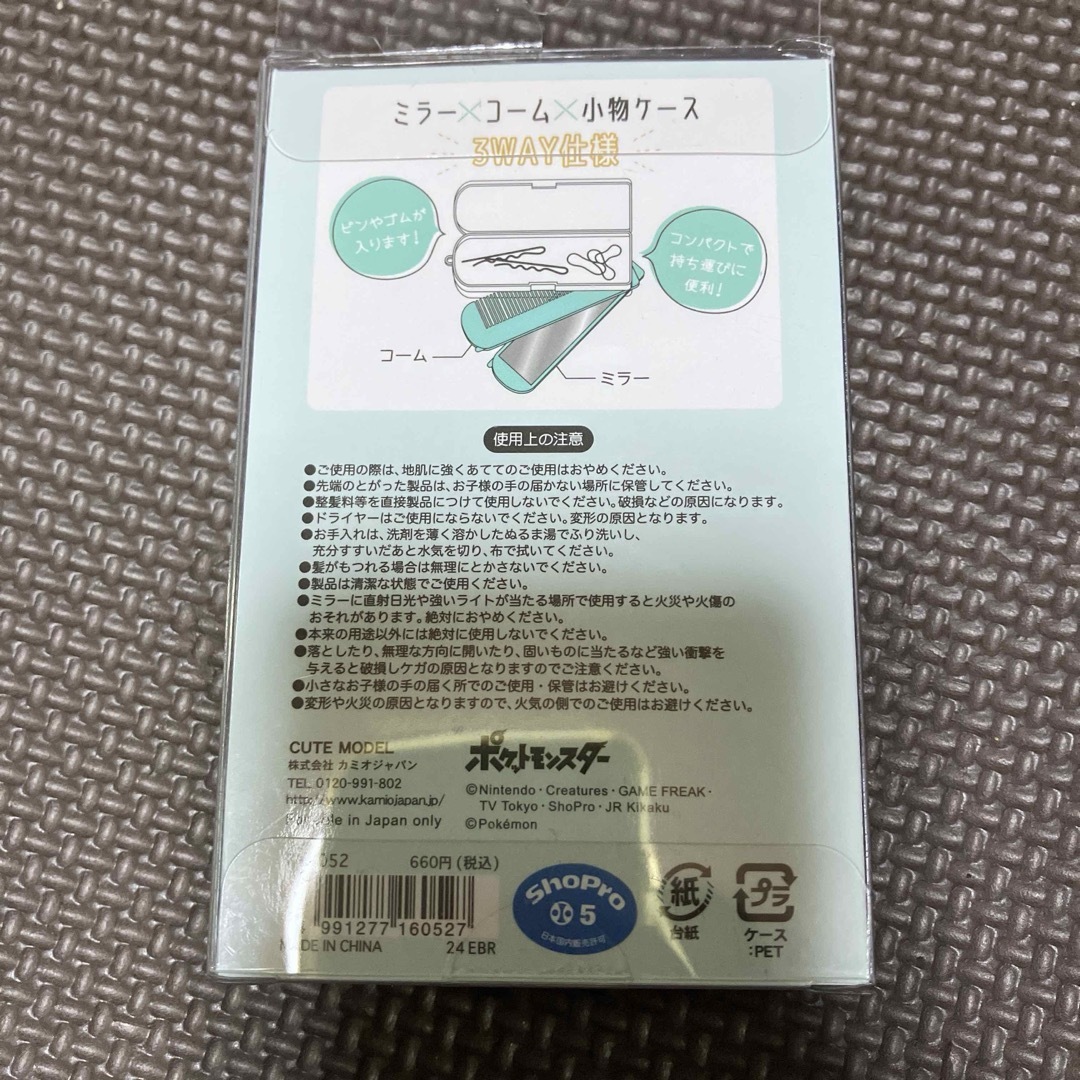 ミラー×コーム×小物ケース
3WAY仕様
ピンやゴムが
入ります!
コンパクトで
持ち運びに
便利!
コーム
ミラー
使用上の注意
●ご使用の際は、地肌に強くあててのご使用はおやめください。
●先端のとがった製品は、お子様の手の届かない場所に保管してください。
●整髪料等を直接製品につけて使用しないでください。破損などの原因になります。
●ドライヤーはご使用にならないでください。変形の原因となります。
●お手入れは、洗剤を薄く溶かしたぬるま湯でふり洗いし、
充分すすいだあと水気を切り、布で拭いてください。
●髪がもつれる場合は無理にとかさないでください。
●製品は清潔な状態でご使用ください。
●ミラーに直射日光や強いライトが当たる場所で使用すると火災や火傷の
おそれがあります。絶対におやめください。
●本来の用途以外には絶対に使用しないでください。
●落としたり、無理な方向に開いたり、固いものに当たるなど強い衝撃を
与えると破損しケガの原因となりますのでご注意ください。
●小さなお子様の手の届く所でのご使用・保管はお避けください。
●変形や火災の原因となりますので、火気の側でのご使用はお避けください。
CUTE MODEL
株式会社 カミオジャパン
TEL 0120-991-802
http://www.kamiojapan.jp/
For sale in Japan only
ポケットモンスター
©Nintendo・Creatures・GAME FREAK・
TV Tokyo・ShoPro・JR Kikaku
©Pokémon
052
660円(税込)
991277 160527
MADE IN CHINA
24 EBR
ShoPro
5
日本国内販売許可
紙
台紙
プラ
ケース
:PET